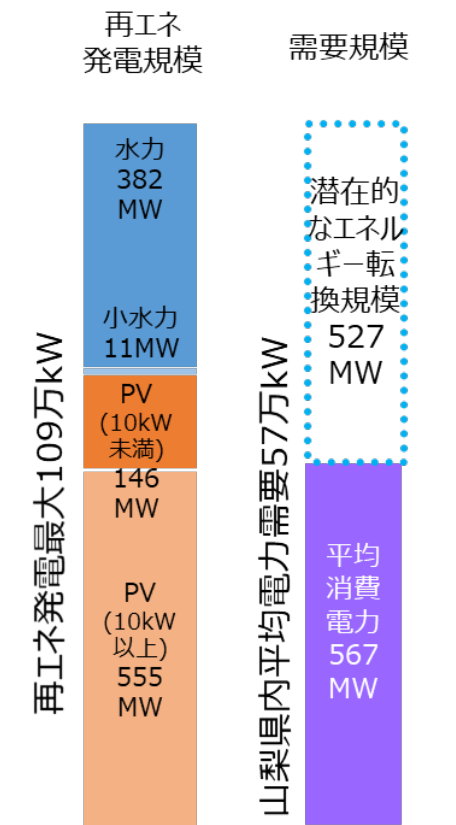 再エネ
発電規模
需要規模
再エネ発電最大109万kW
水力
382
MW
小水力
11MW
PV
(10kW
未満)
146
MW
PV
(10kW
以上)
555
MW
山梨県内平均電力需要57万kW
潜在的
なエネル
ギー転
換規模
527
MW
平均
消費
電力
567
MW